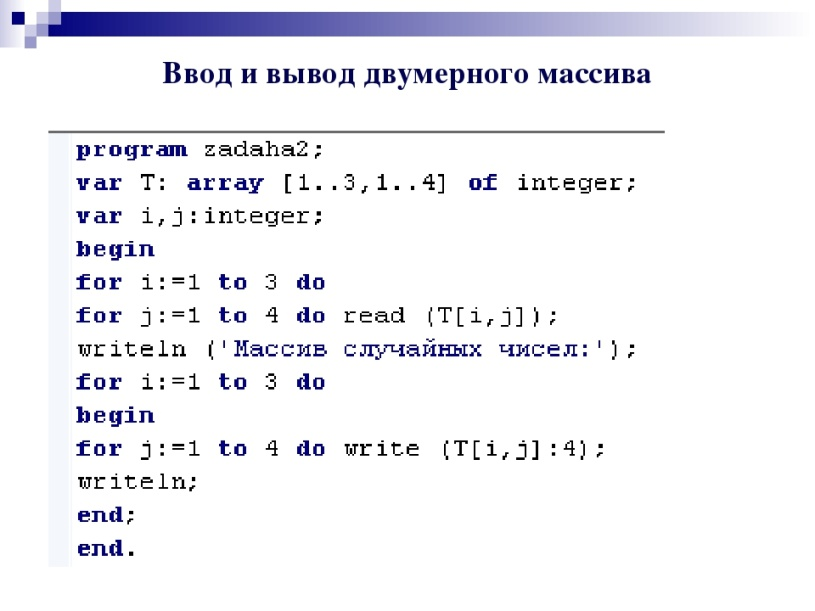 Ввод и вывод двумерного массива
program zadaha2;
var T: array [1..3,1..4] of integer;
var i,j:integer;
begin
for i:=1 to 3 do
for j:=1 to 4 do read (T[i,j]);
writeln ('Массив случайных чисел:');
for i:=1 to 3 do
begin
for j:=1 to 4 do write (T[i,j]:4);
writeln;
end;
end.